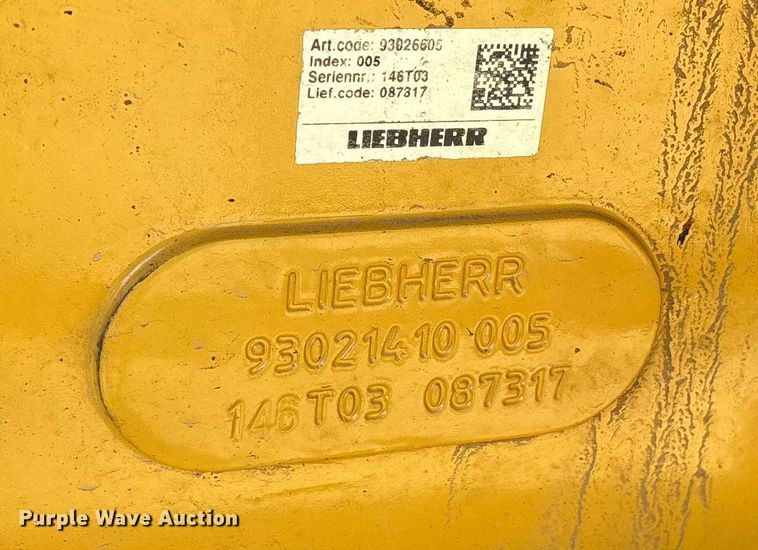 Art.code: 93026605
Index: 005
Seriennr.: 146T03
Lief.code: 087317
LIEBHERR
LIEBHERR
93021410 005
146T03 087317
Purple Wave Auction